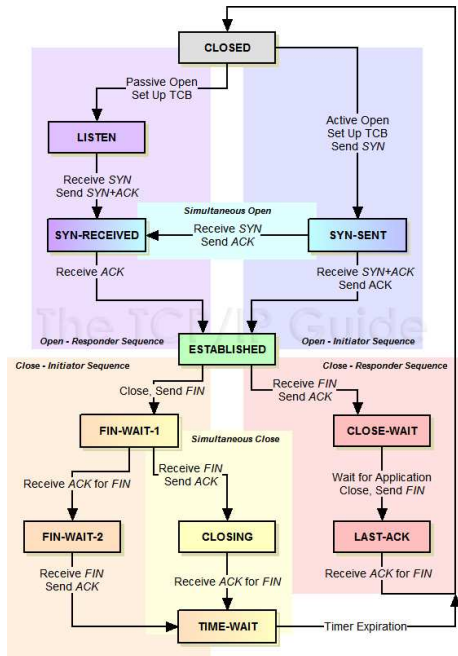 CLOSED
Passive Open
Set Up TCB
Active Open
Set Up TCB
Send SYN
LISTEN
Receive SYN
Send SYN+ACK
Simultaneous Open
SYN-RECEIVED
Receive SYN
Send ACK
SYN-SENT
Receive ACK
Receive SYN+ACK
Send ACK
The TCP/IP Guide
Open - Responder Sequence
ESTABLISHED
Open - Initiator Sequence
Close - Initiator Sequence
Close - Responder Sequence
Close, Send FIN
Receive FIN
Send ACK
FIN-WAIT-1
Simultaneous Close
CLOSE-WAIT
Receive ACK for FIN
Receive FIN
Send ACK
Wait for Application
Close, Send FIN
FIN-WAIT-2
CLOSING
LAST-ACK
Receive FIN
Send ACK
Receive ACK for FIN
Receive ACK for FIN
TIME-WAIT
Timer Expiration